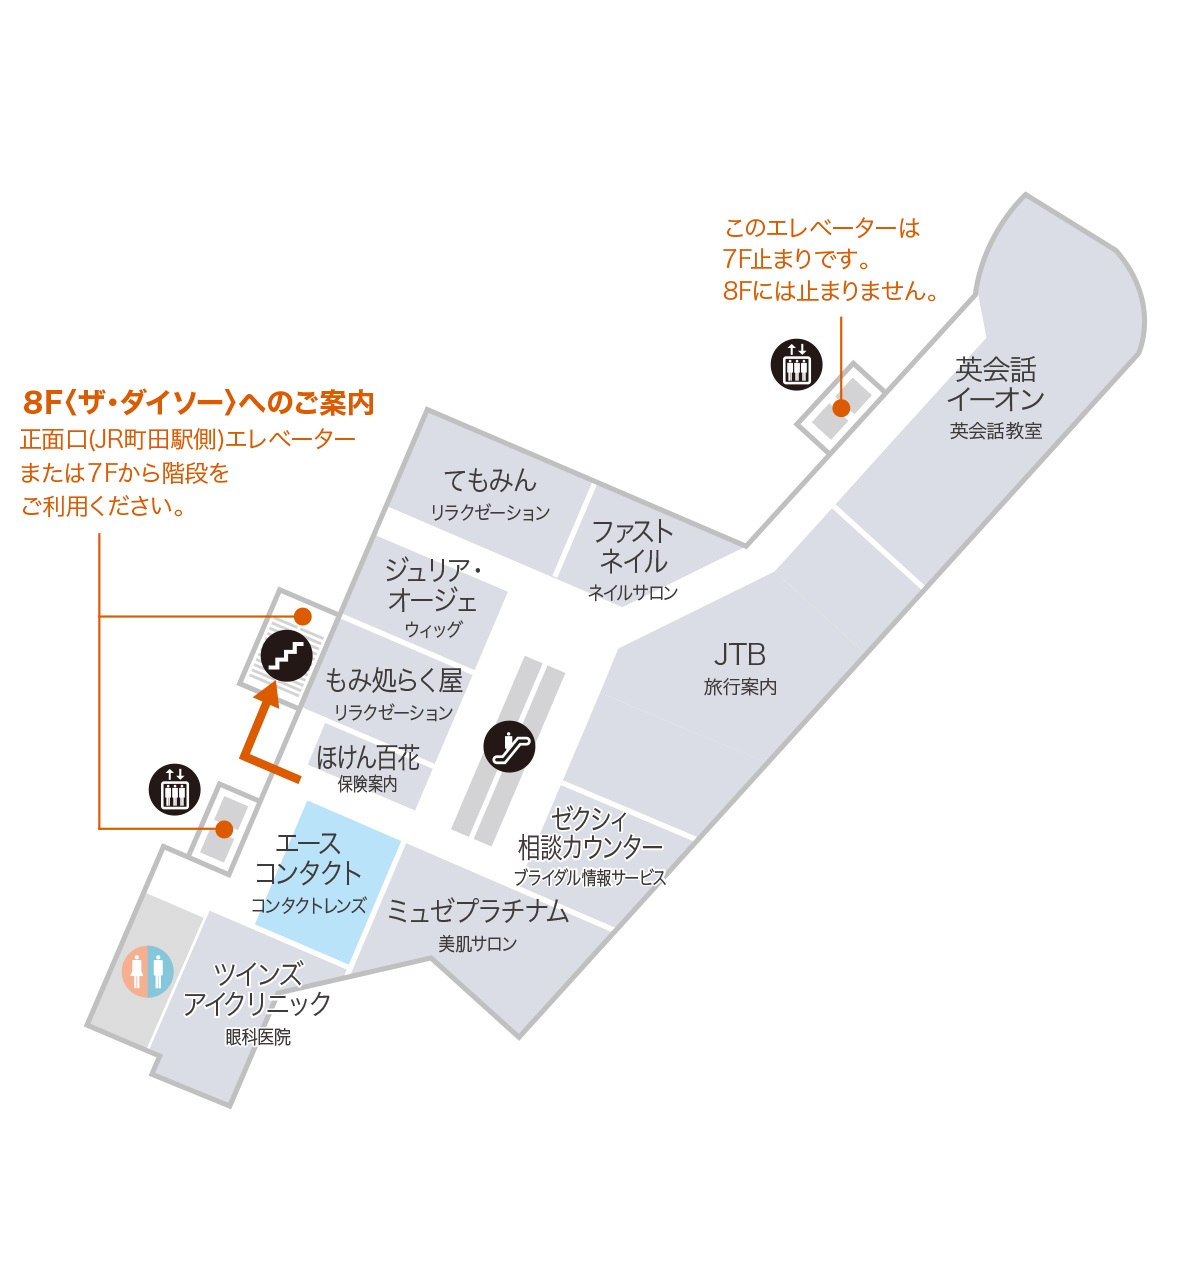 このエレベーターは
7F止まりです。
8Fには止まりません。
8F〈ザ・ダイソー〉へのご案内
正面口(JR町田駅側)エレベーター
または7Fから階段を
ご利用ください。
英会話
イーオン
英会話教室
てもみん
リラクゼーション
ファスト
ネイル
ネイルサロン
ジュリア・
オージェ
ウィッグ
JTB
旅行案内
もみ処らく屋
リラクゼーション
ほけん百花
保険案内
ゼクシィ
相談カウンター
ブライダル情報サービス
エース
コンタクト
コンタクトレンズ
ミュゼプラチナム
美肌サロン
ツインズ
アイクリニック
眼科医院